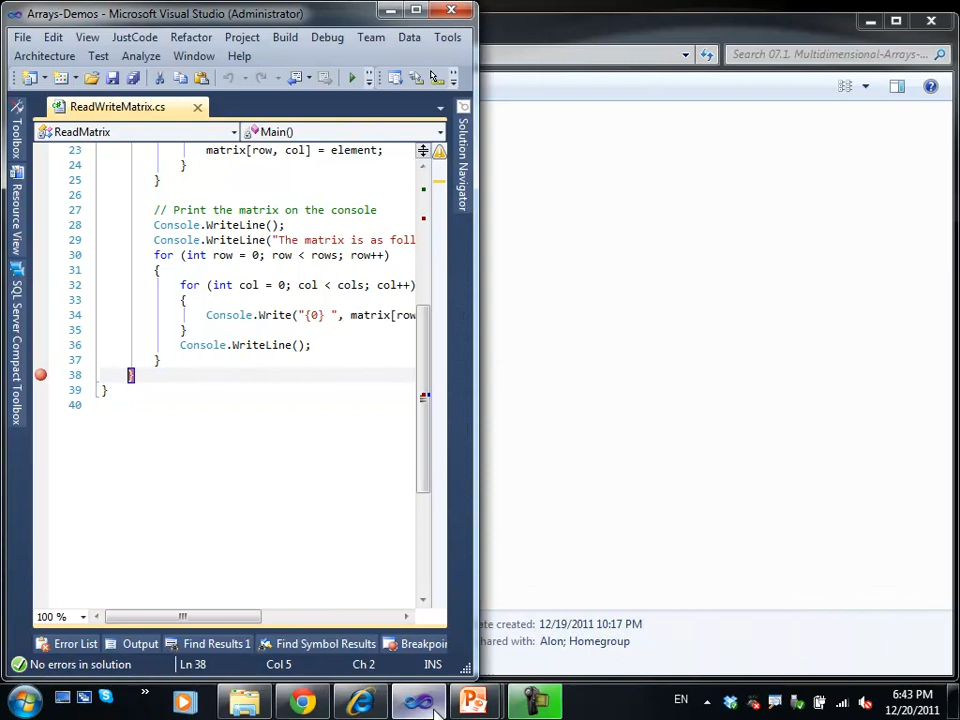 Arrays-Demos - Microsoft Visual Studio (Administrator)
File Edit View JustCode Refactor Project Build Debug Team Data Tools
Architecture Test Analyze Window Help
ReadWriteMatrix.cs
ReadMatrix
Main()
Toolbox
Resource View
SQL Server Compact Toolbox
Solution Navigator
23 matrix[row, col] = element;
24 }
25 }
26
27 // Print the matrix on the console
28 Console.WriteLine();
29 Console.WriteLine("The matrix is as foll
30 for (int row = 0; row < rows; row++)
31 {
32 for (int col = 0; col < cols; col++)
33 {
34 Console.Write("{0} ", matrix[row
35 }
36 Console.WriteLine();
37 }
38 }
39 }
40
100 %
Error List Output Find Results 1 Find Symbol Results Breakpoin
No errors in solution Ln 38 Col 5 Ch 2 INS
Search 07.1. Multidimensional-Arrays-...
ate created: 12/19/2011 10:17 PM
hared with: Alon; Homegroup
EN
6:43 PM
12/20/2011